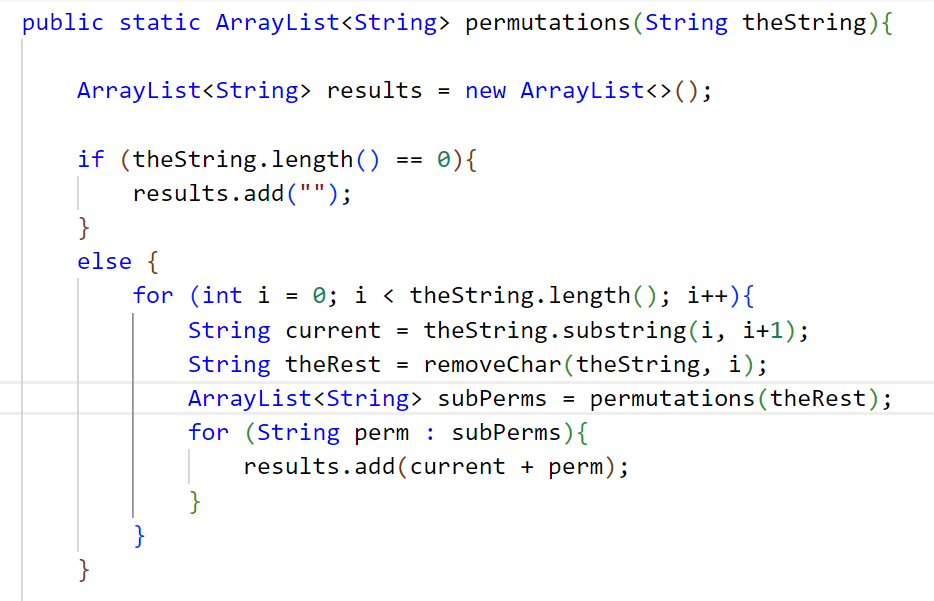 public static ArrayList<String> permutations(String theString){
ArrayList<String> results = new ArrayList<>();
if (theString.length() == 0){
results.add("");
}
else {
for (int i = 0; i < theString.length(); i++){
String current = theString.substring(i, i+1);
String theRest = removeChar(theString, i);
ArrayList<String> subPerms = permutations(theRest);
for (String perm : subPerms){
results.add(current + perm);
}
}
}